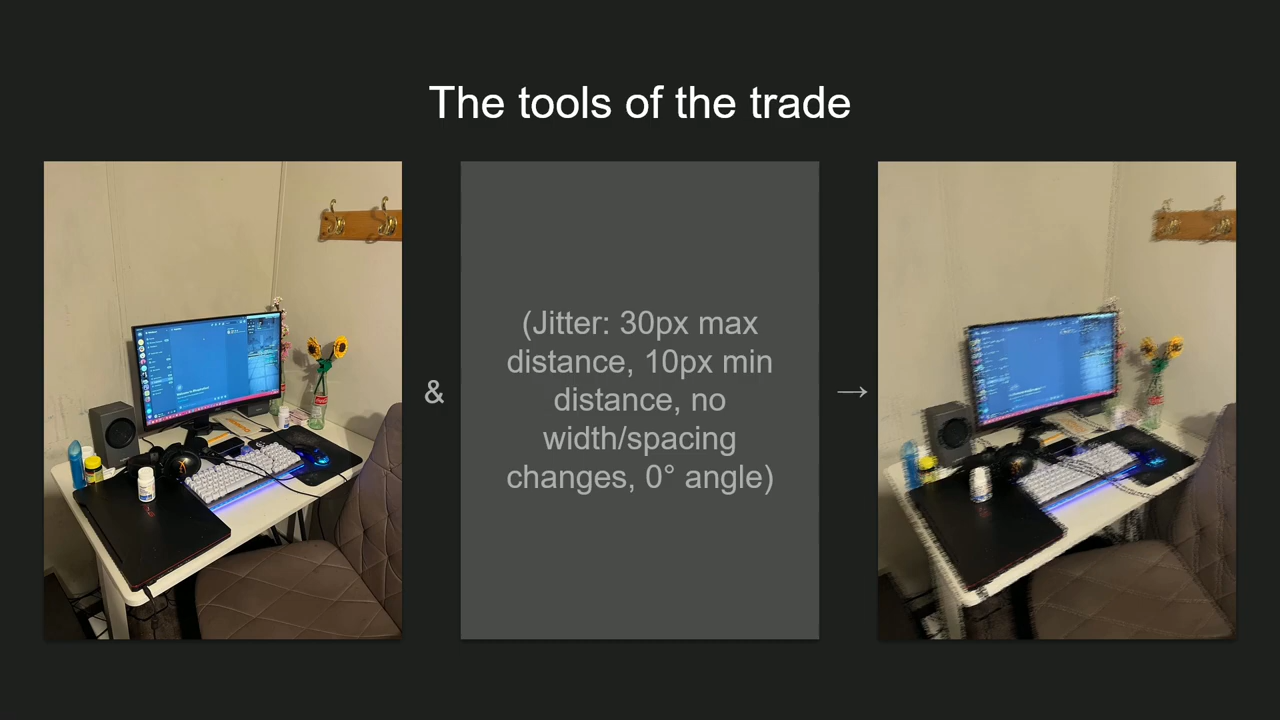 The tools of the trade
(Jitter: 30px max
distance, 10px min
distance, no
width/spacing
changes, 0° angle)
&
→